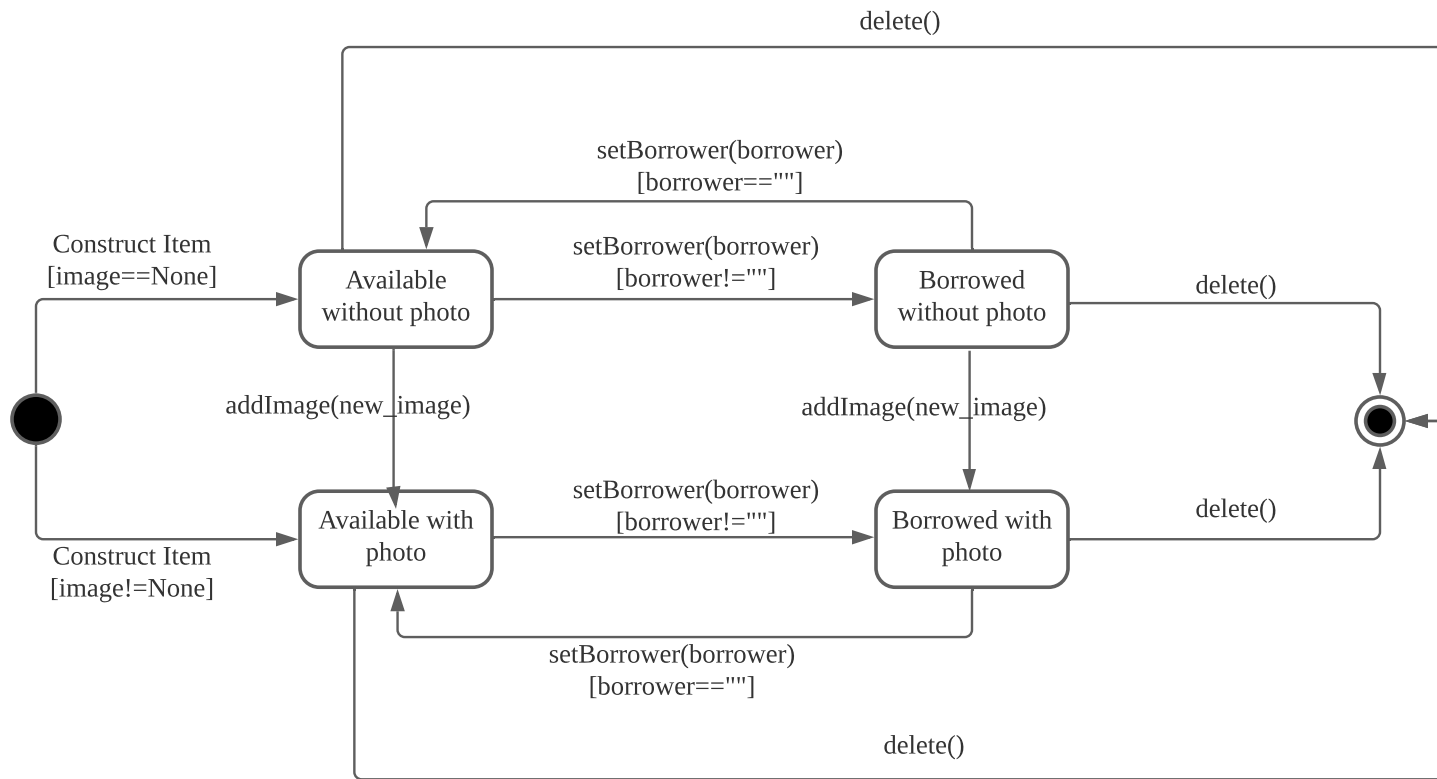 delete()
setBorrower(borrower)
[borrower==""]
Construct Item
[image==None]
setBorrower(borrower)
[borrower!=""]
Available
without photo
Borrowed
without photo
delete()
addImage(new_image)
addImage(new_image)
setBorrower(borrower)
[borrower!=""]
Available with
photo
Borrowed with
photo
delete()
Construct Item
[image!=None]
setBorrower(borrower)
[borrower==""]
delete()